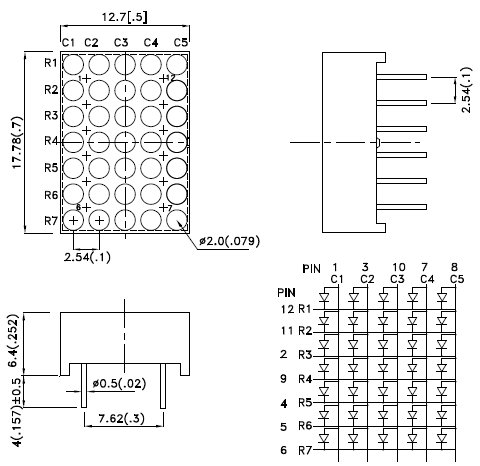 12.7[.5]
C1 C2 C3 C4 C5
R1
1 12
R2
R3
R4
R5
R6
6 7
R7
17.78(.7)
2.54(.1)
ø2.0(.079)
2.54(.1)
6.4(.252)
4(.157)±0.5
ø0.5(.02)
7.62(.3)
PIN 1 3 10 7 8
C1 C2 C3 C4 C5
PIN
12 R1
11 R2
2 R3
9 R4
4 R5
5 R6
6 R7